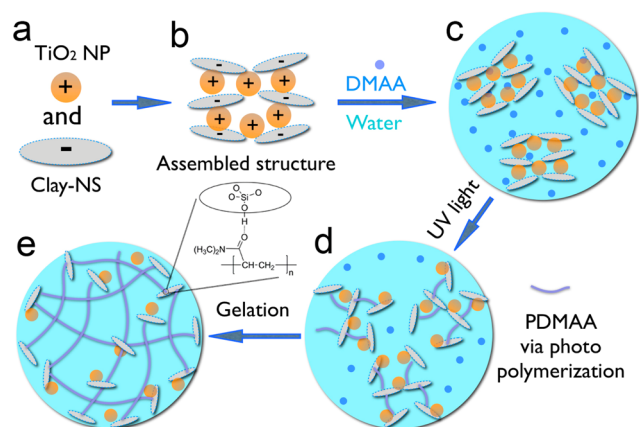 a
TiO₂ NP
+
and
-
Clay-NS
b
- -
+ + +
- -
+ + +
- -
Assembled structure
DMAA
Water
c
UV light
d
PDMAA
via photo
polymerization
Gelation
e
O
O Si O
O
H
O
(H₃C)₂N
CH-CH₂
n